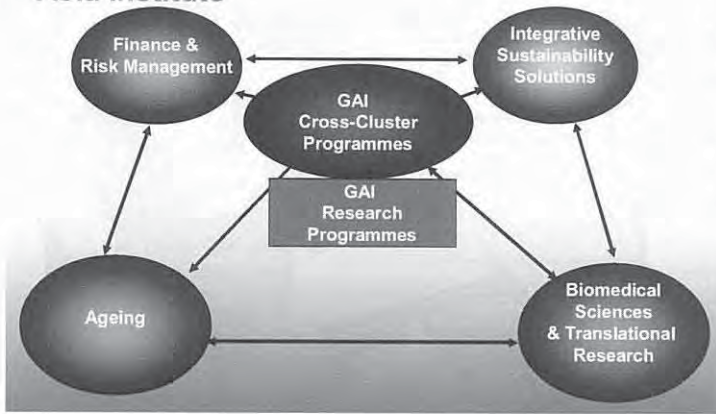 Finance &
Risk Management
Integrative
Sustainability
Solutions
GAI
Cross-Cluster
Programmes
GAI
Research
Programmes
Ageing
Biomedical
Sciences
& Translational
Research